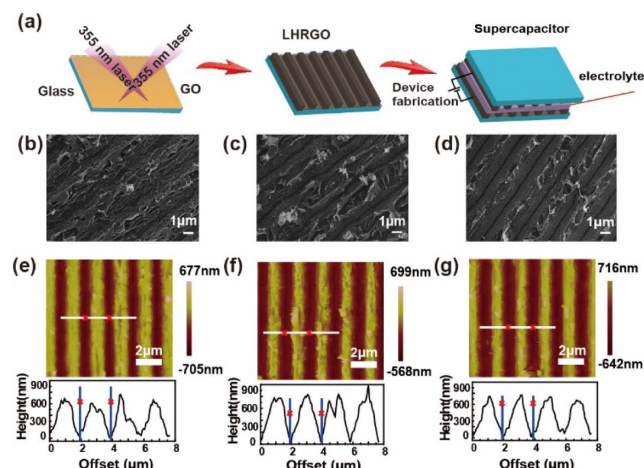 (a)
355 nm laser
355 nm laser
Glass
GO
LHRGO
Supercapacitor
Device
fabrication
electrolyte
(b)
1μm
(c)
1μm
(d)
1μm
(e)
677nm
2μm
-705nm
(f)
699nm
2μm
-568nm
(g)
716nm
2μm
-642nm
Height(nm)
900
600
300
0
0 2 4 6 8
Offset (μm)
Height(nm)
900
600
300
0
0 2 4 6 8
Offset (μm)
Height(nm)
900
600
300
0
0 2 4 6 8
Offset (μm)